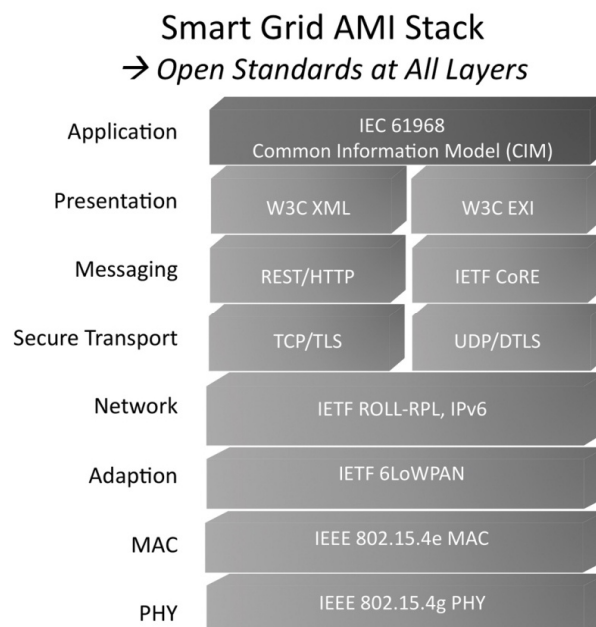 Smart Grid AMI Stack
→ Open Standards at All Layers
Application
IEC 61968
Common Information Model (CIM)
Presentation
W3C XML
W3C EXI
Messaging
REST/HTTP
IETF CoRE
Secure Transport
TCP/TLS
UDP/DTLS
Network
IETF ROLL-RPL, IPv6
Adaption
IETF 6LoWPAN
MAC
IEEE 802.15.4e MAC
PHY
IEEE 802.15.4g PHY